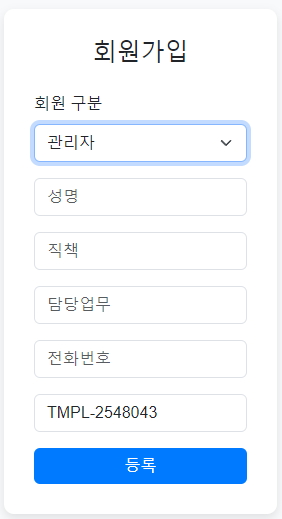 회원가입
회원 구분
관리자
성명
직책
담당업무
전화번호
TMPL-2548043
등록